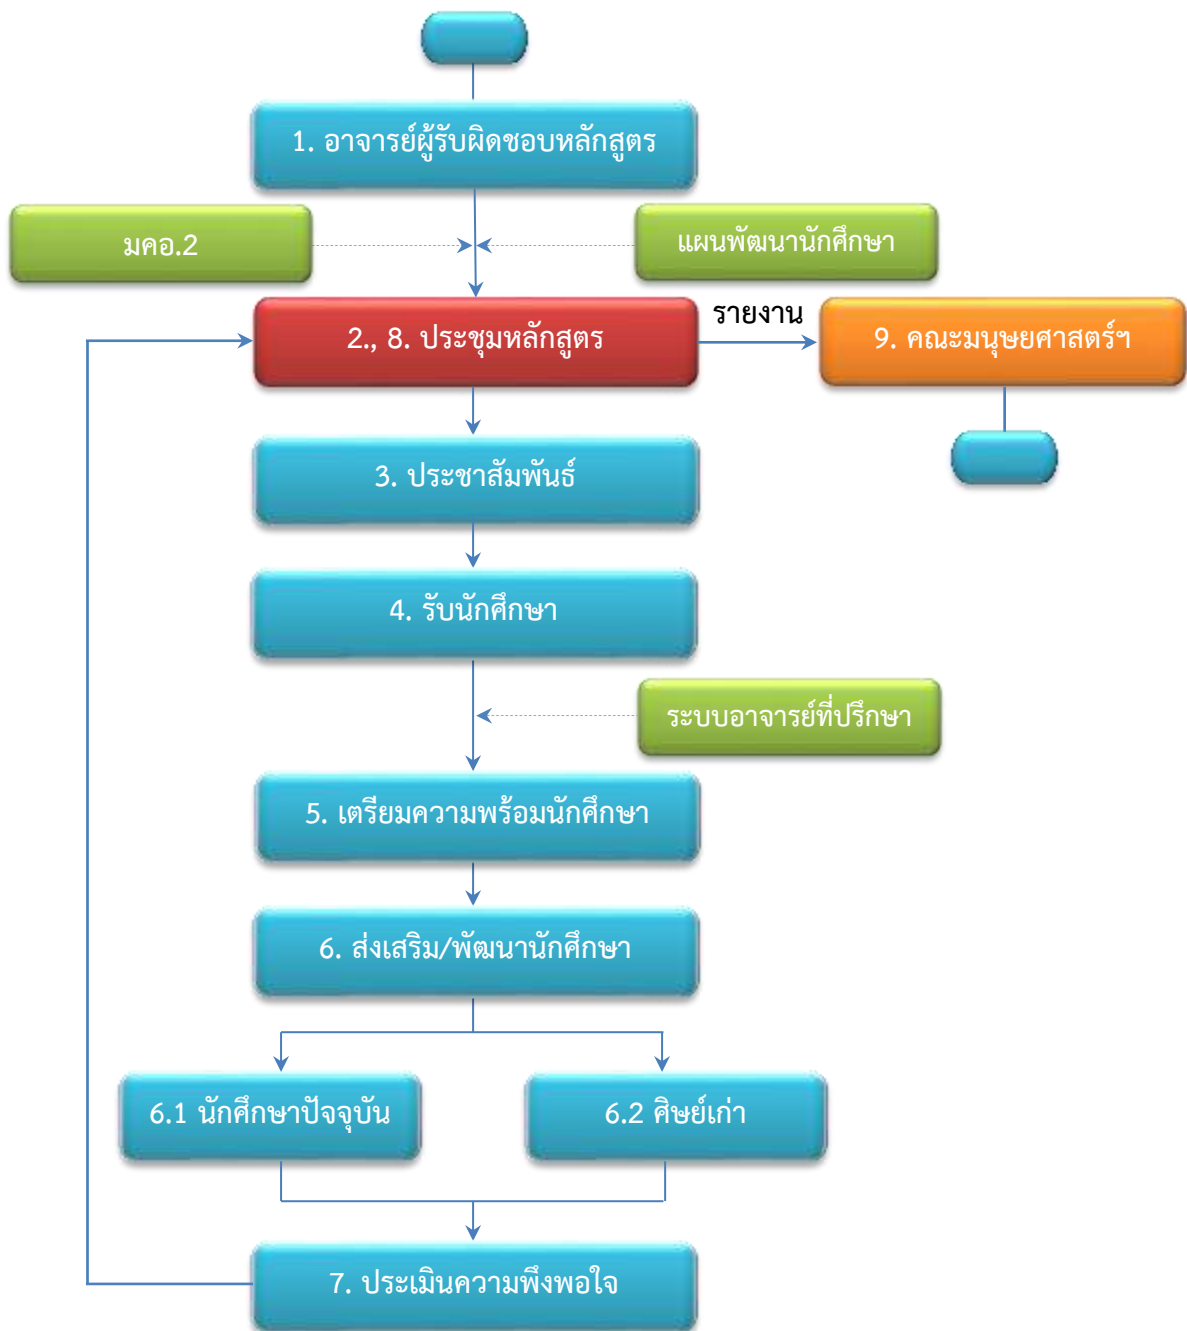 1. อาจารย์ผู้รับผิดชอบหลักสูตร
มคอ.2
แผนพัฒนานักศึกษา
2., 8. ประชุมหลักสูตร
รายงาน
9. คณะมนุษยศาสตร์ฯ
3. ประชาสัมพันธ์
4. รับนักศึกษา
ระบบอาจารย์ที่ปรึกษา
5. เตรียมความพร้อมนักศึกษา
6. ส่งเสริม/พัฒนานักศึกษา
6.1 นักศึกษาปัจจุบัน
6.2 ศิษย์เก่า
7. ประเมินความพึงพอใจ